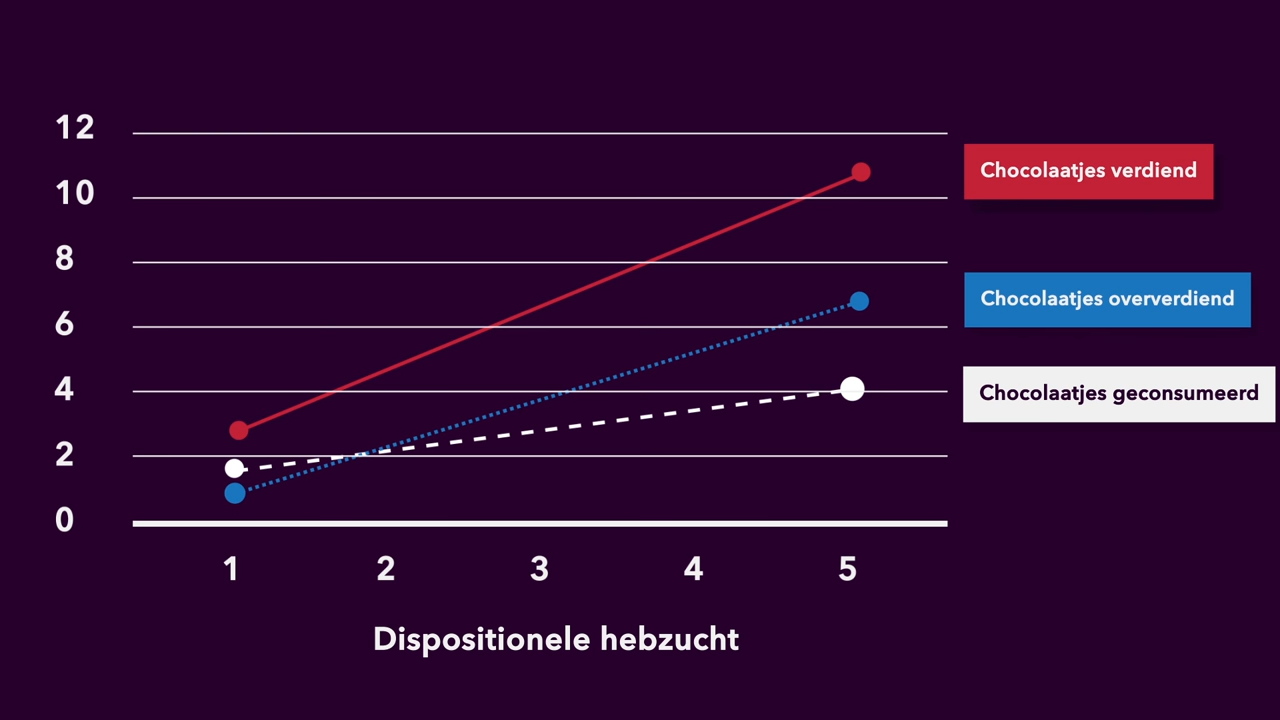 12
10
8
6
4
2
0
1 2 3 4 5
Dispositionele hebzucht
Chocolaatjes verdiend
Chocolaatjes oververdiend
Chocolaatjes geconsumeerd